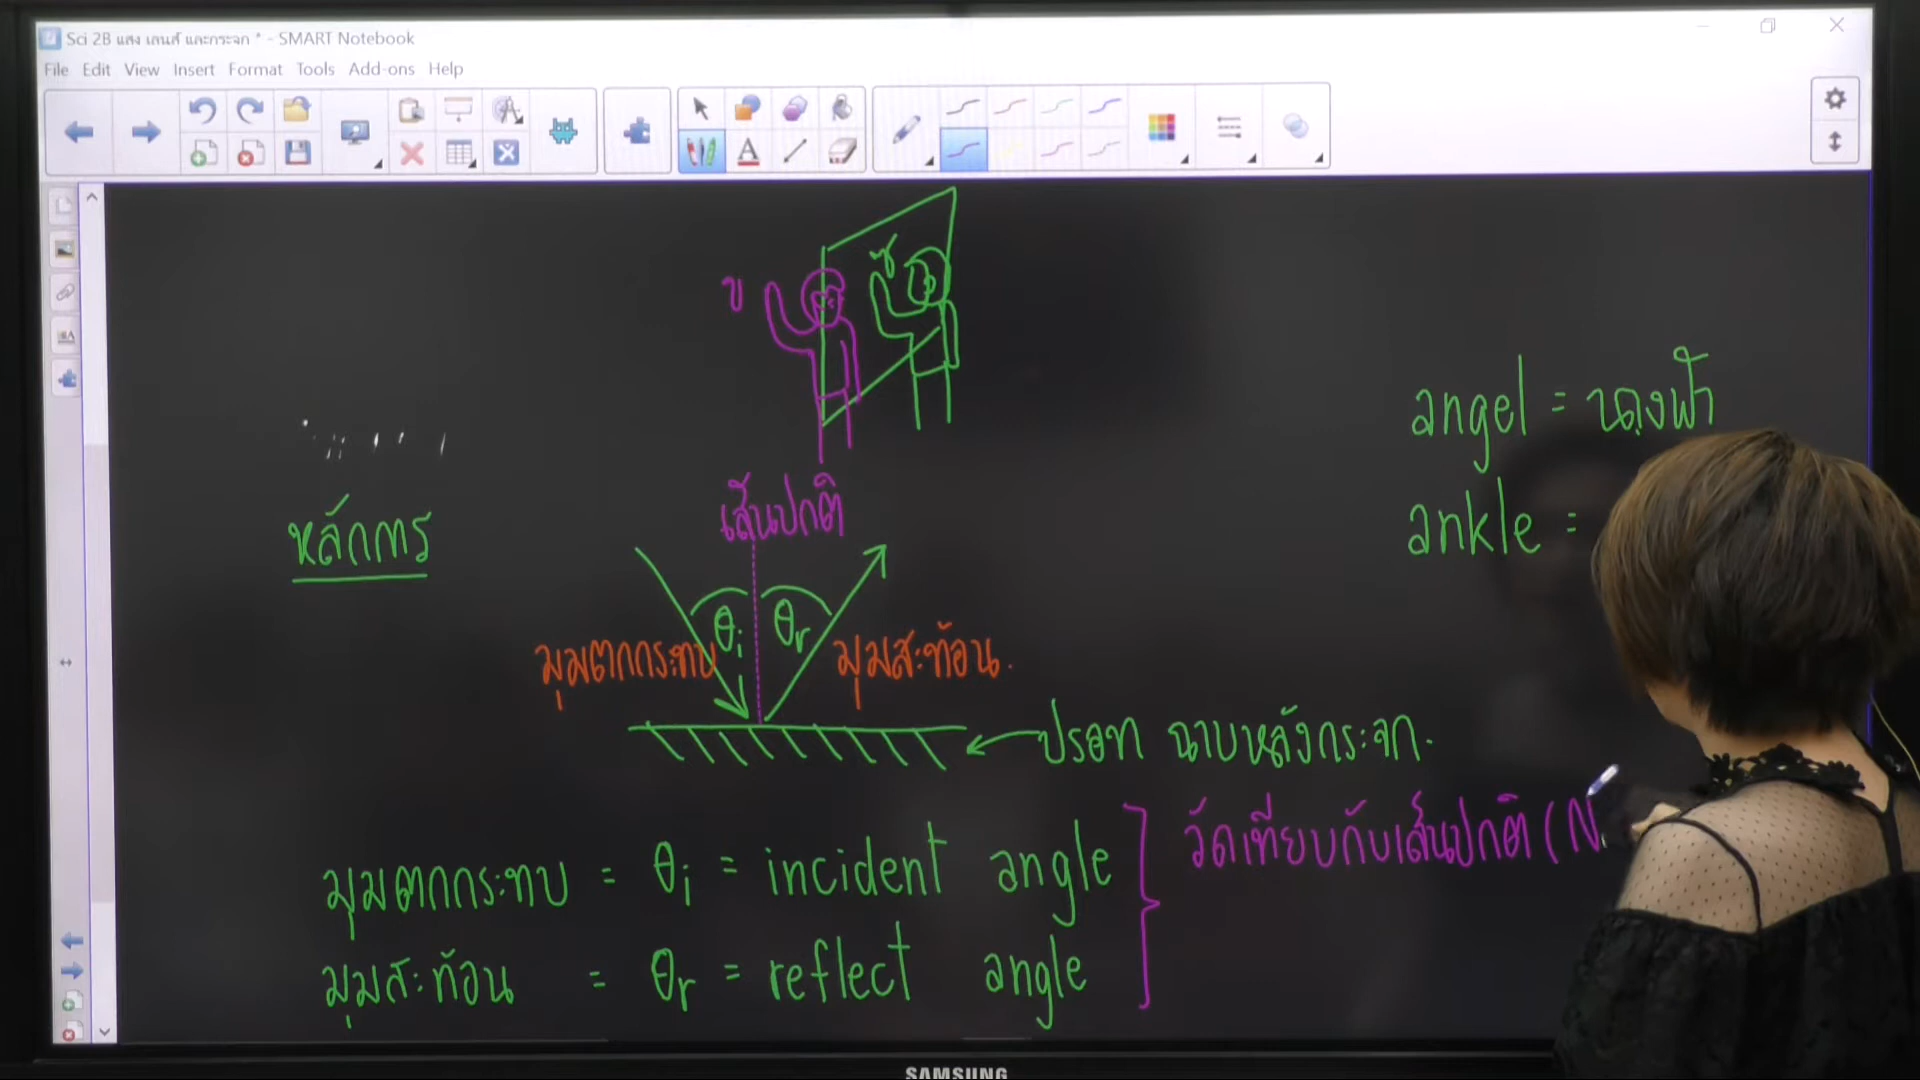 Sci 2B แสง เลนส์ และกระจก * - SMART Notebook
File Edit View Insert Format Tools Add-ons Help
ข
ซ
angel = นางฟ้า
ankle =
หลักการ
เส้นปกติ
θi θr
มุมตกกระทบ
มุมสะท้อน.
ปรอท ฉาบหลังกระจก.
วัดเทียบกับเส้นปกติ (N.
มุมตกกระทบ = θi = incident angle
มุมสะท้อน = θr = reflect angle
SAMSUNG